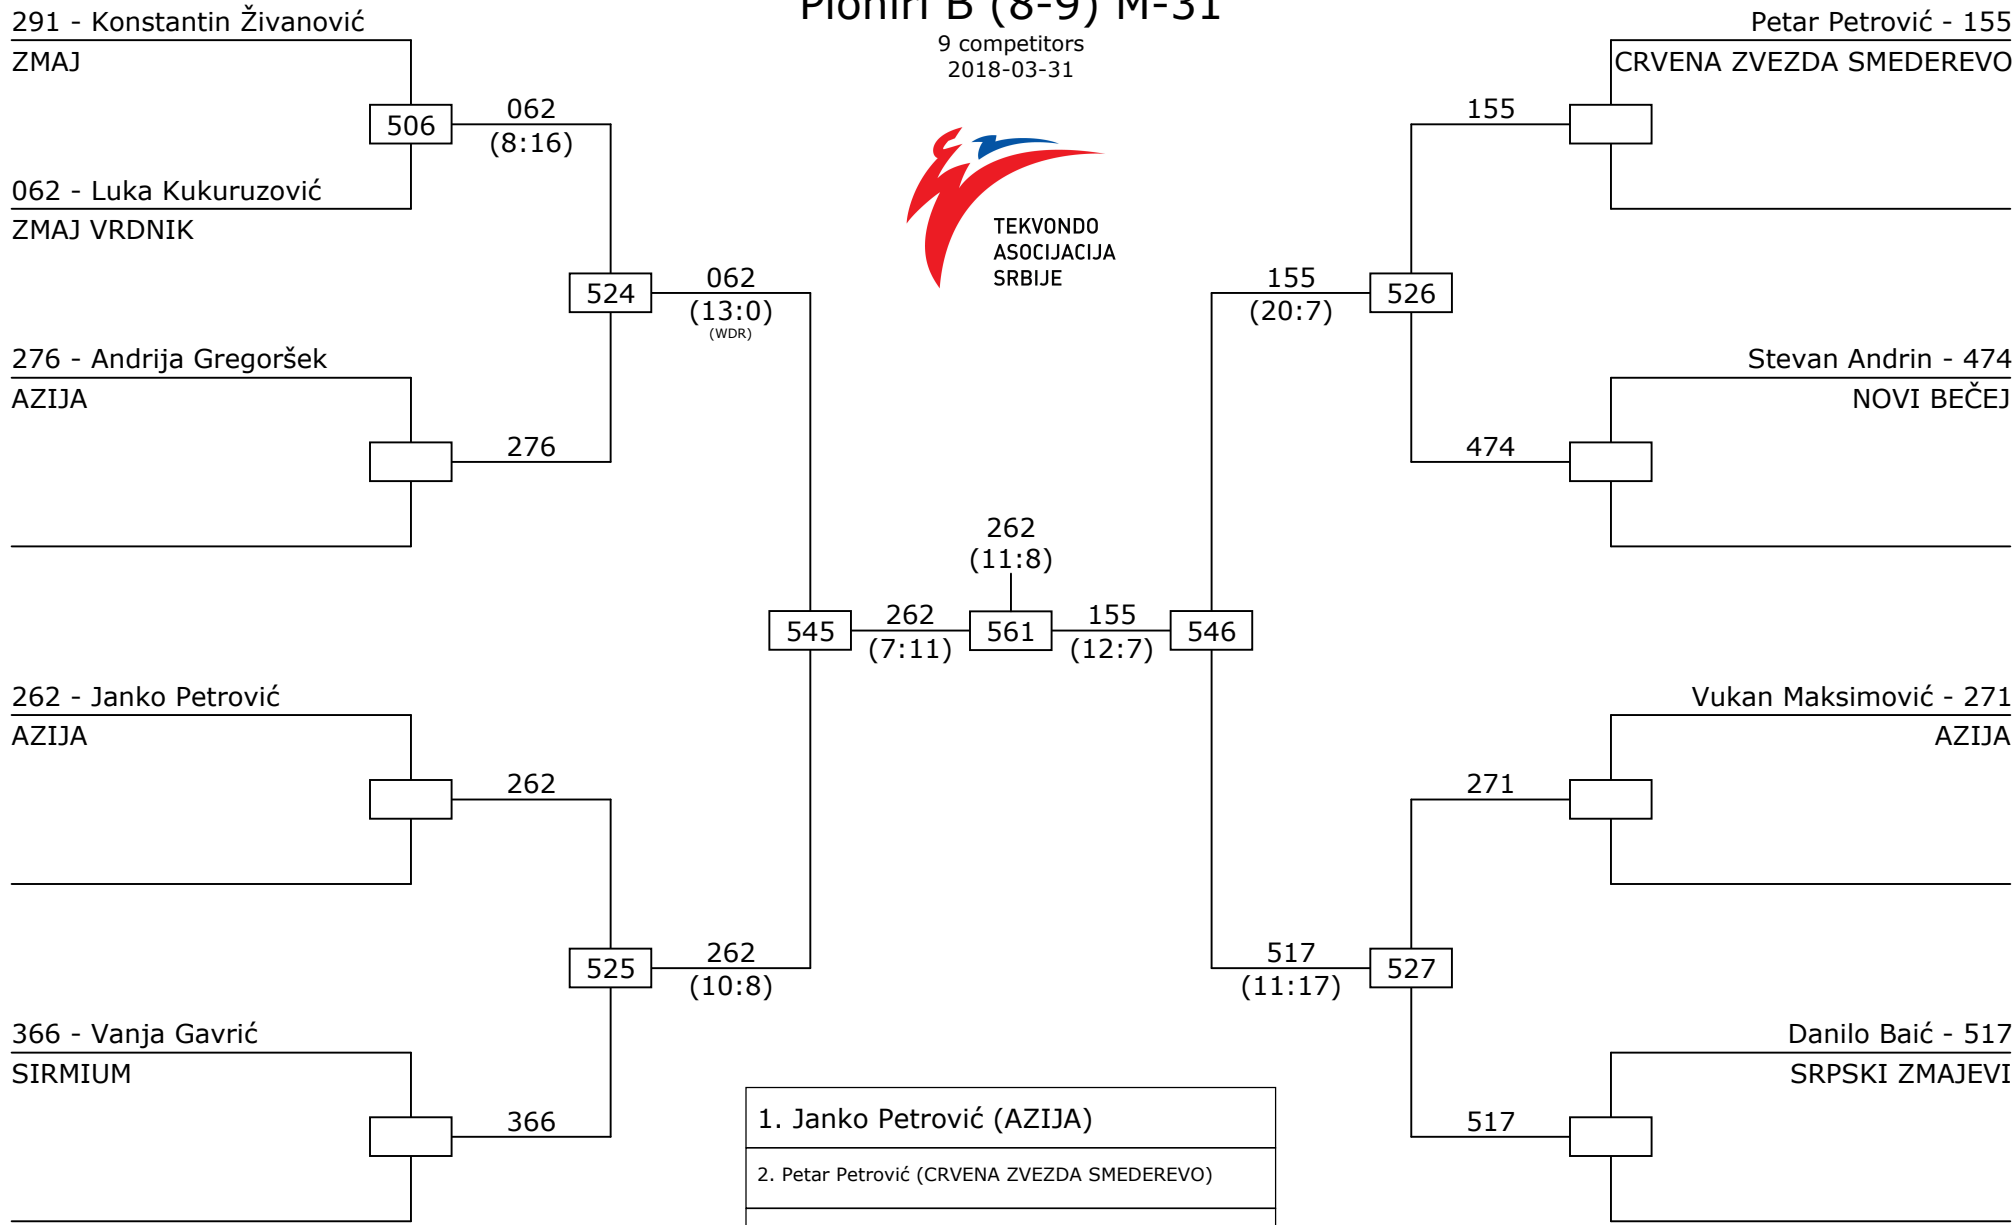 Pioniri B (8-9) M-31
9 competitors
2018-03-31
TEKVONDO
ASOCIJACIJA
SRBIJE
291 - Konstantin Živanović
ZMAJ
506
062
(8:16)
062 - Luka Kukuruzović
ZMAJ VRDNIK
524
062
(13:0)
(WDR)
276 - Andrija Gregoršek
AZIJA
276
262 - Janko Petrović
AZIJA
262
525
262
(10:8)
366 - Vanja Gavrić
SIRMIUM
366
545
262
(7:11)
262
(11:8)
561
155
(12:7)
546
Petar Petrović - 155
CRVENA ZVEZDA SMEDEREVO
155
155
(20:7)
526
Stevan Andrin - 474
NOVI BEČEJ
474
Vukan Maksimović - 271
AZIJA
271
517
(11:17)
527
Danilo Baić - 517
SRPSKI ZMAJEVI
517
1. Janko Petrović (AZIJA)
2. Petar Petrović (CRVENA ZVEZDA SMEDEREVO)